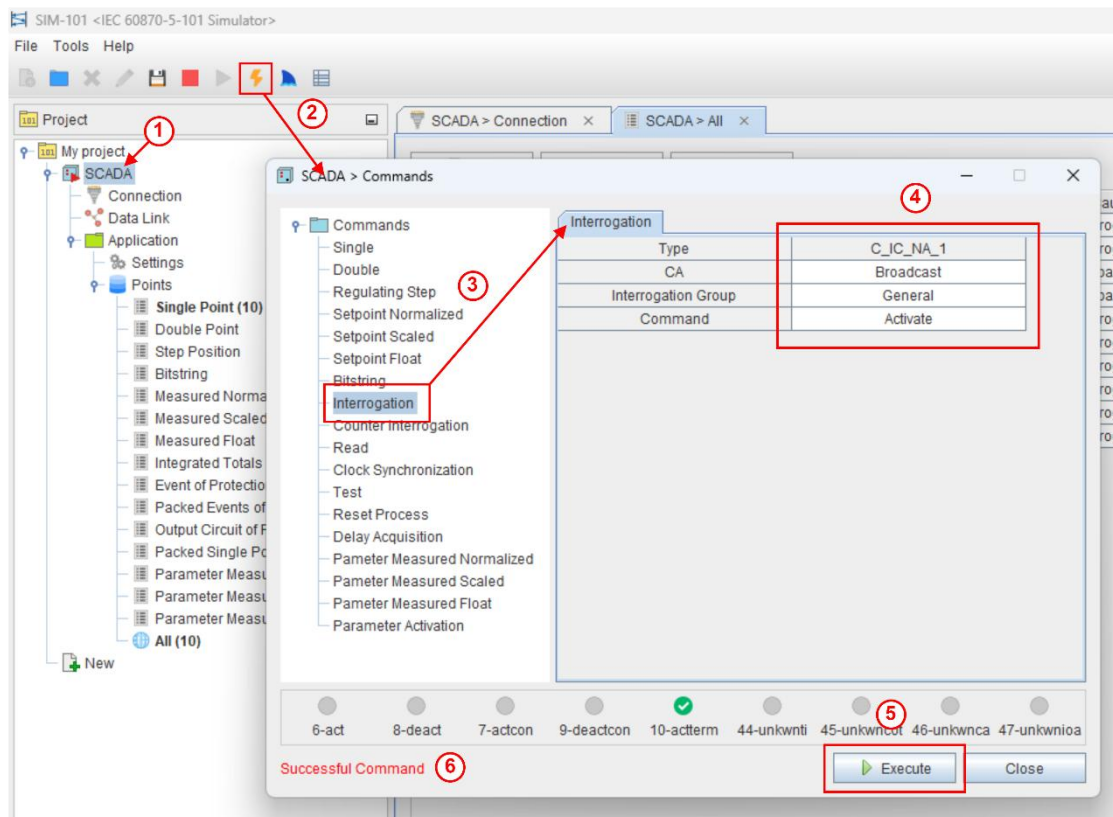 SIM-101 <IEC 60870-5-101 Simulator>
File Tools Help
2
Project
SCADA > Connection ×
SCADA > All ×
1
My project
SCADA
SCADA > Commands
4
Connection
Data Link
Application
Settings
Points
Single Point (10)
Double Point
Step Position
Bitstring
Measured Norma
Measured Scaled
Measured Float
Integrated Totals
Event of Protectio
Packed Events of
Output Circuit of
Packed Single Po
Parameter Measu
Parameter Measu
Parameter Measu
All (10)
New
Commands
Single
Double
Regulating Step
3
Setpoint Normalized
Setpoint Scaled
Setpoint Float
Bitstring
Interrogation
Counter Interrogation
Read
Clock Synchronization
Test
Reset Process
Delay Acquisition
Pameter Measured Normalized
Pameter Measured Scaled
Pameter Measured Float
Parameter Activation
Interrogation
Type C_IC_NA_1
CA Broadcast
Interrogation Group General
Command Activate
5
6-act 8-deact 7-actcon 9-deactcon 10-actterm 44-unkwnti 45-unkwncot 46-unkwnca 47-unkwnioa
Successful Command 6
Execute Close